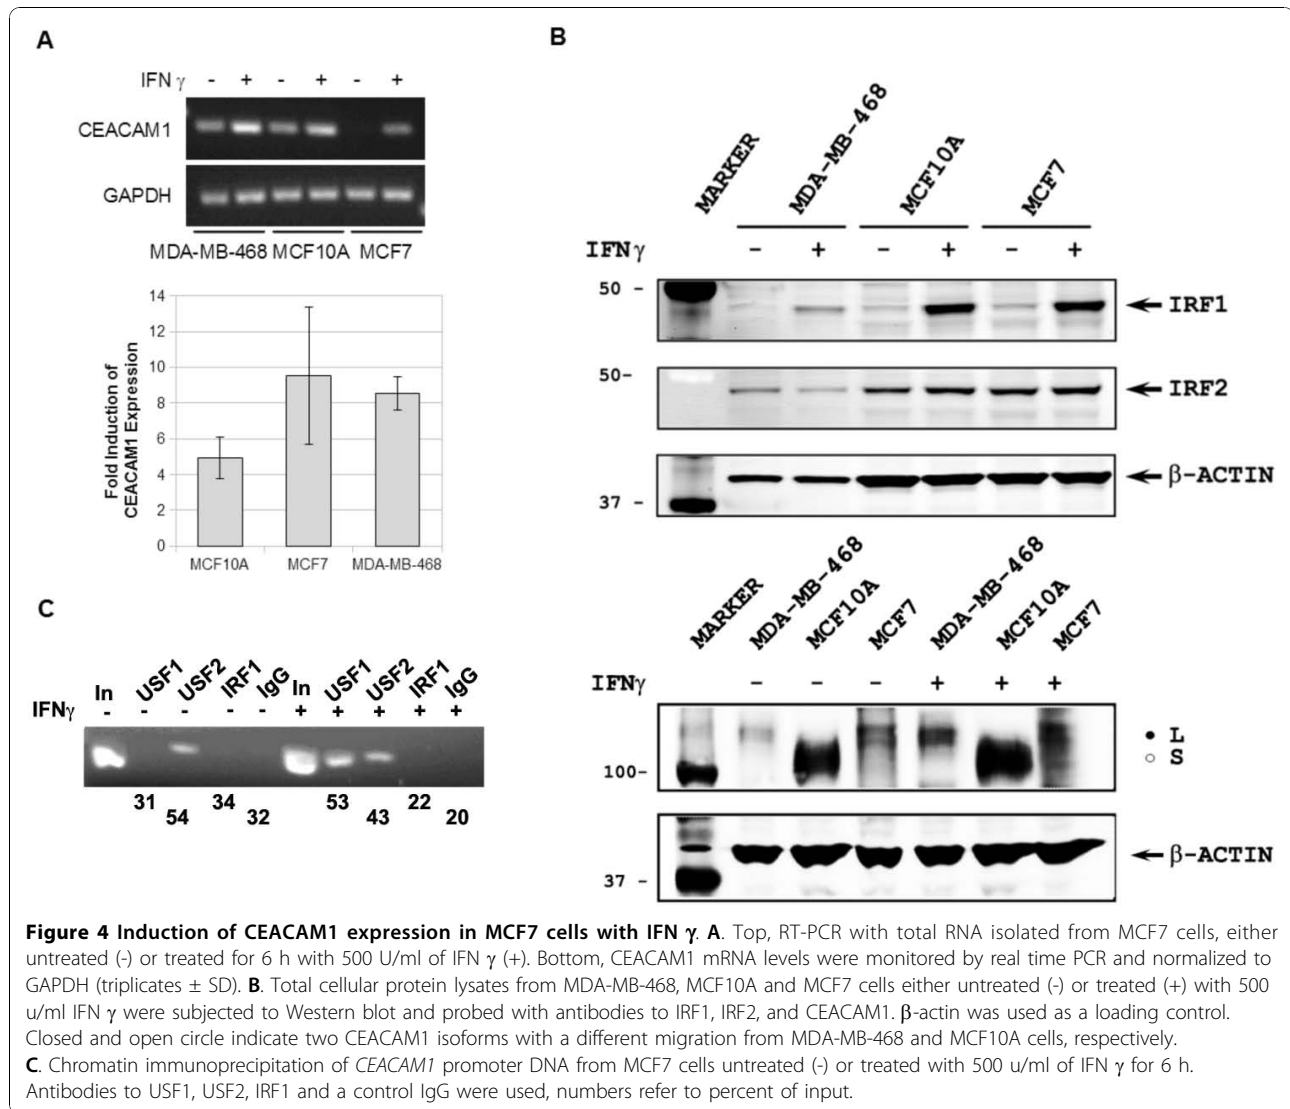 A
IFN γ - + - + - +
CEACAM1
GAPDH
MDA-MB-468 MCF10A MCF7
14
12
10
8
6
4
2
0
Fold Induction of
CEACAM1 Expression
MCF10A MCF7 MDA-MB-468
B
MARKER MDA-MB-468 MCF10A MCF7
IFNγ - + - + - +
50 -
IRF1
50-
IRF2
β-ACTIN
37 -
MARKER MDA-MB-468 MCF10A MCF7 MDA-MB-468 MCF10A MCF7
IFNγ - - - + + +
● L
○ S
100-
β-ACTIN
37 -
C
In USF1 USF2 IRF1 IgG In USF1 USF2 IRF1 IgG
IFNγ - - - - - + + + + +
31 34 53 22
54 32 43 20
Figure 4 Induction of CEACAM1 expression in MCF7 cells with IFN γ. A. Top, RT-PCR with total RNA isolated from MCF7 cells, either
untreated (-) or treated for 6 h with 500 U/ml of IFN γ (+). Bottom, CEACAM1 mRNA levels were monitored by real time PCR and normalized to
GAPDH (triplicates ± SD). B. Total cellular protein lysates from MDA-MB-468, MCF10A and MCF7 cells either untreated (-) or treated (+) with 500
u/ml IFN γ were subjected to Western blot and probed with antibodies to IRF1, IRF2, and CEACAM1. β-actin was used as a loading control.
Closed and open circle indicate two CEACAM1 isoforms with a different migration from MDA-MB-468 and MCF10A cells, respectively.
C. Chromatin immunoprecipitation of CEACAM1 promoter DNA from MCF7 cells untreated (-) or treated with 500 u/ml of IFN γ for 6 h.
Antibodies to USF1, USF2, IRF1 and a control IgG were used, numbers refer to percent of input.